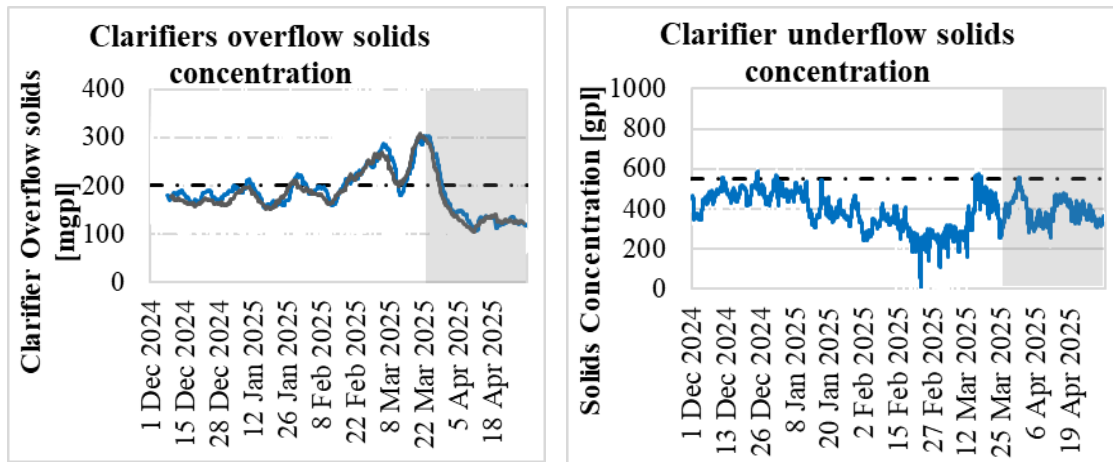 Clarifiers overflow solids
concentration
Clarifier Overflow solids
[mgpl]
400
300
200
100
0
1 Dec 2024
15 Dec 2024
28 Dec 2024
12 Jan 2025
26 Jan 2025
8 Feb 2025
22 Feb 2025
8 Mar 2025
22 Mar 2025
5 Apr 2025
18 Apr 2025
Clarifier underflow solids
concentration
Solids Concentration [gpl]
1000
800
600
400
200
0
1 Dec 2024
13 Dec 2024
26 Dec 2024
8 Jan 2025
20 Jan 2025
2 Feb 2025
15 Feb 2025
27 Feb 2025
12 Mar 2025
25 Mar 2025
6 Apr 2025
19 Apr 2025